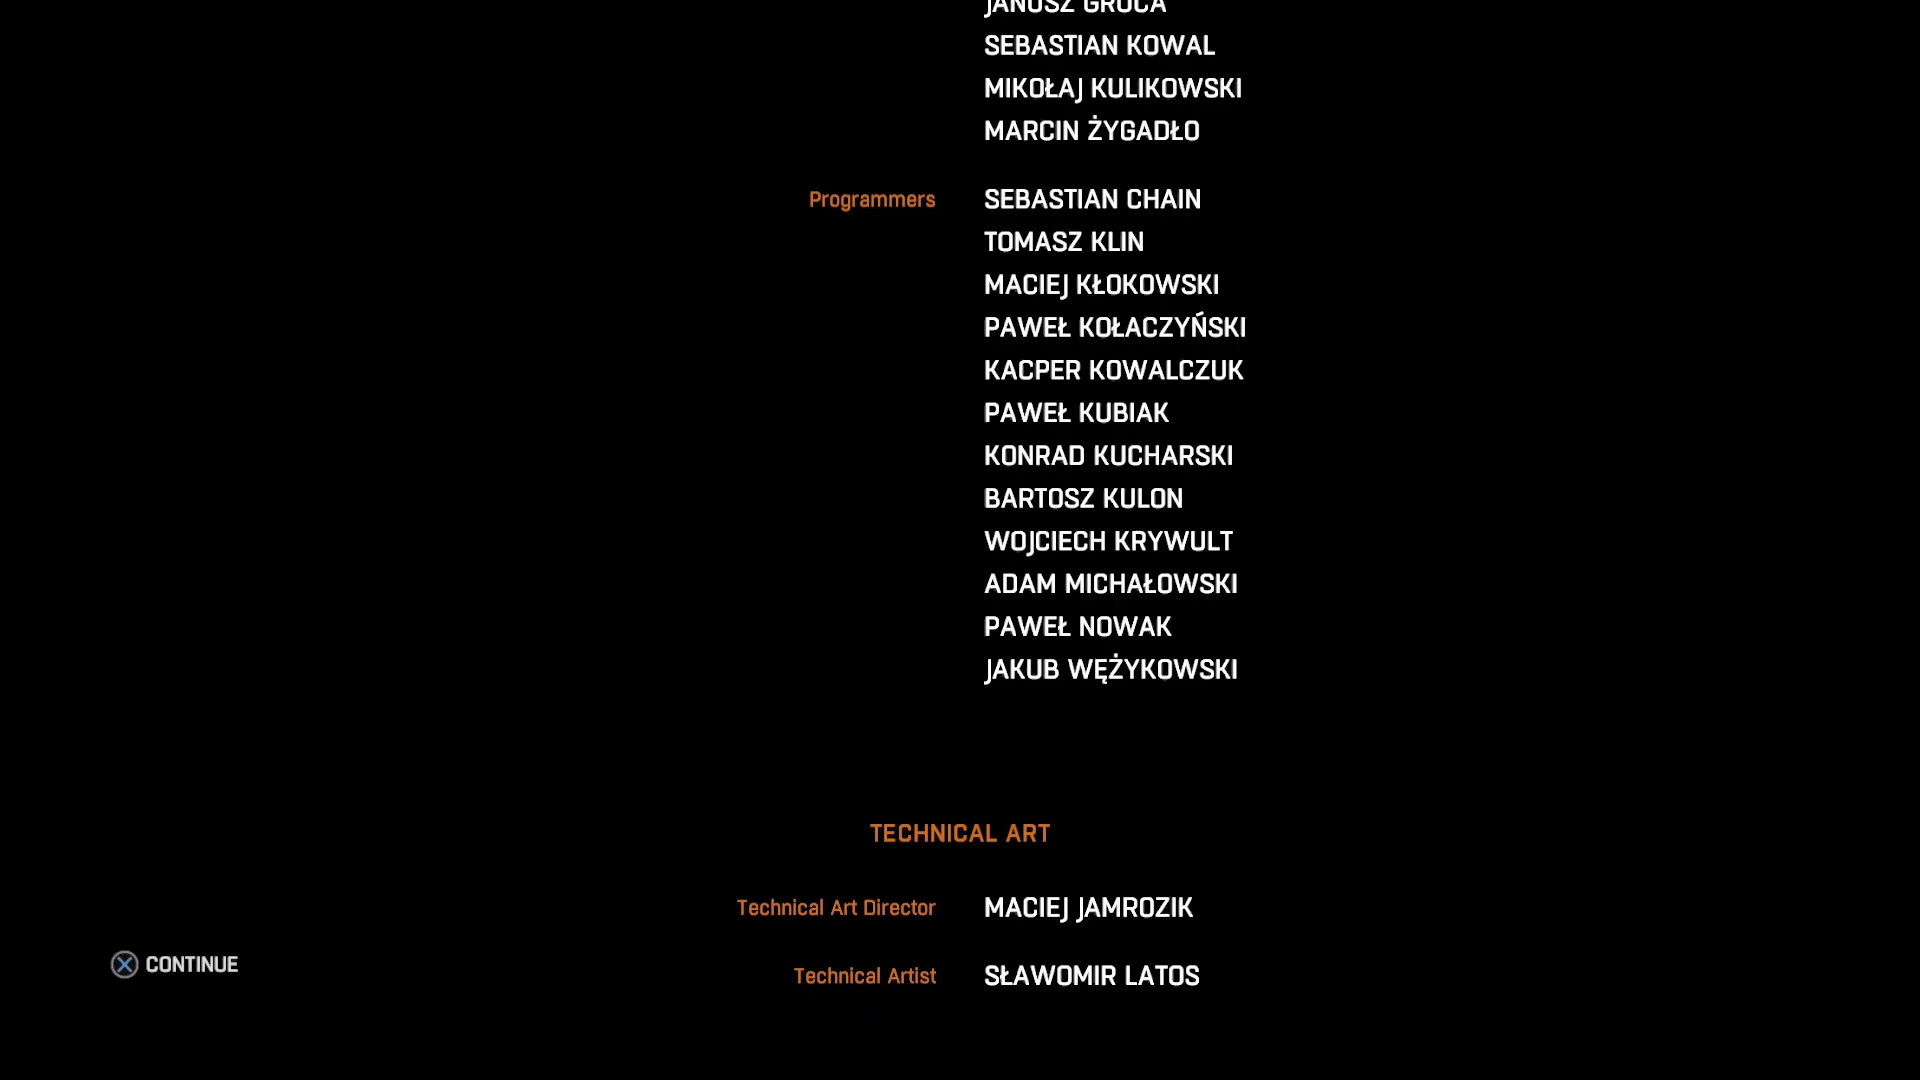 JANUSZ GROCA
SEBASTIAN KOWAL
MIKOŁAJ KULIKOWSKI
MARCIN ŻYGADŁO
Programmers SEBASTIAN CHAIN
TOMASZ KLIN
MACIEJ KŁOKOWSKI
PAWEŁ KOŁACZYŃSKI
KACPER KOWALCZUK
PAWEŁ KUBIAK
KONRAD KUCHARSKI
BARTOSZ KULON
WOJCIECH KRYWULT
ADAM MICHAŁOWSKI
PAWEŁ NOWAK
JAKUB WĘŻYKOWSKI
TECHNICAL ART
Technical Art Director MACIEJ JAMROZIK
CONTINUE
Technical Artist SŁAWOMIR LATOS